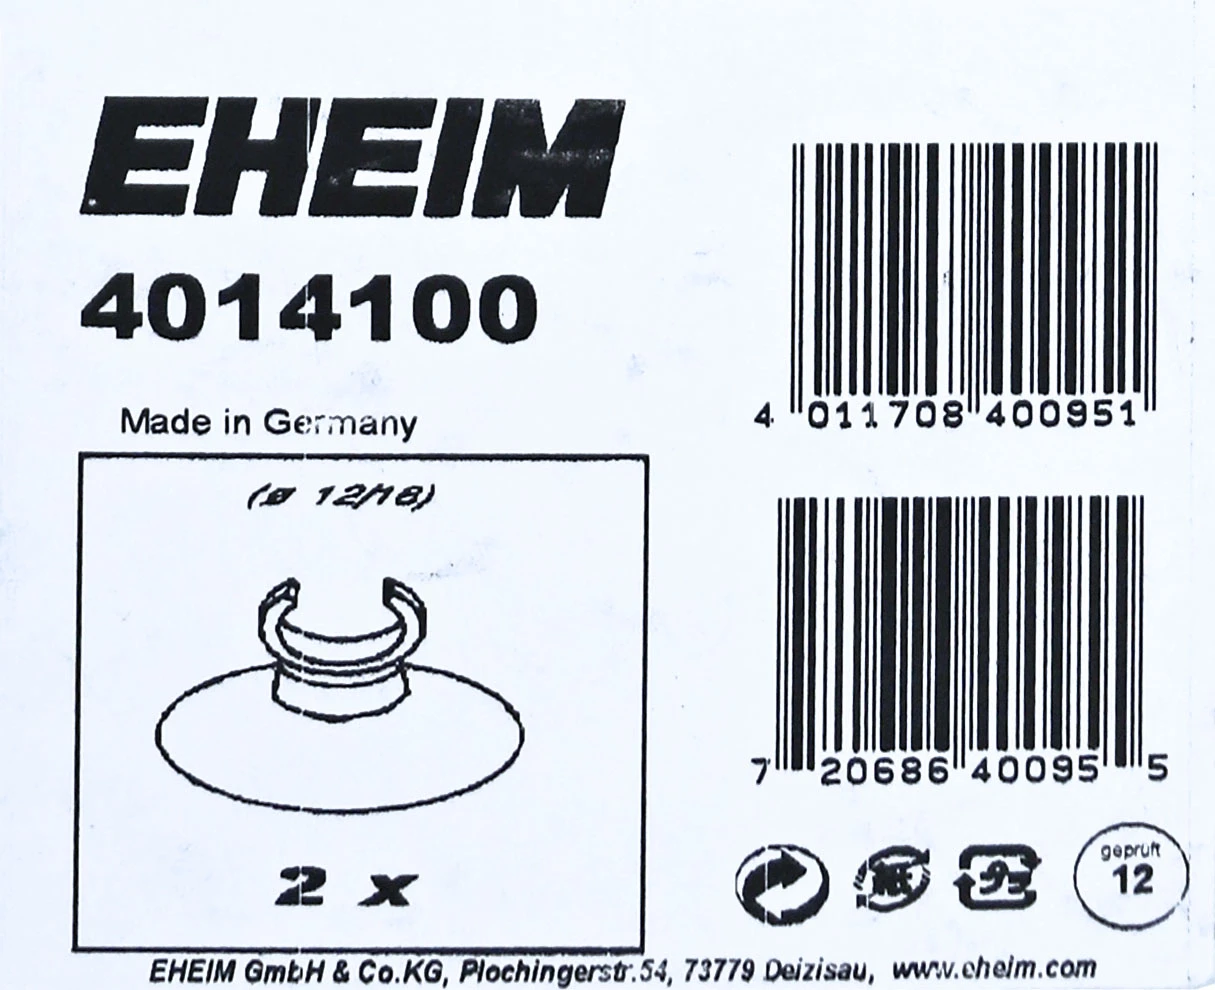 EHEIM
4014100
Made in Germany
(ø 12/16)
2 x
4 011708 400951
7 20686 40095 5
geprüft
12
EHEIM GmbH & Co.KG, Plochingerstr.54, 73779 Deizisau, www.eheim.com